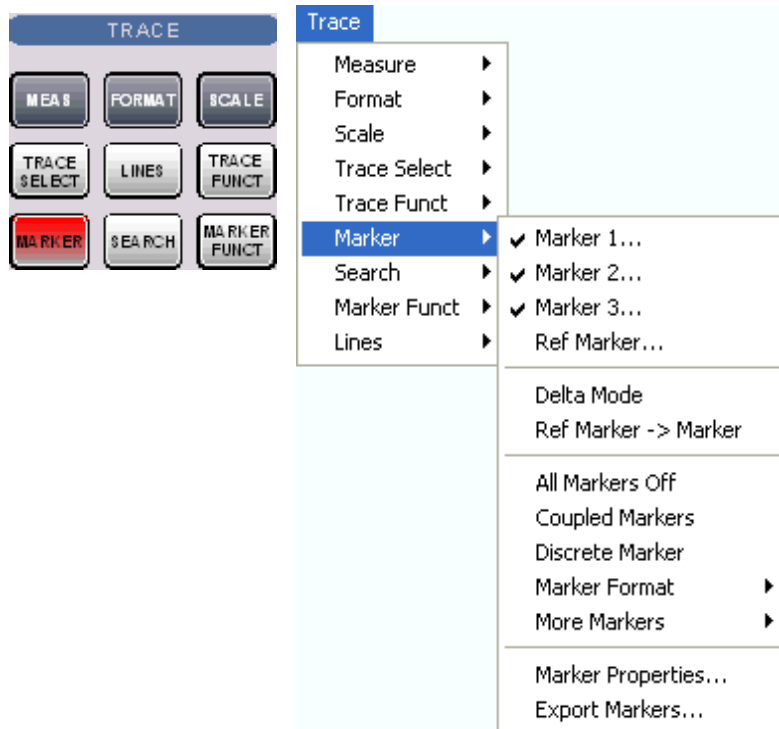 TRACE
MEAS FORMAT SCALE
TRACE SELECT LINES TRACE FUNCT
MARKER SEARCH MARKER FUNCT
Trace
Measure
Format
Scale
Trace Select
Trace Funct
Marker
Search
Marker Funct
Lines
Marker 1...
Marker 2...
Marker 3...
Ref Marker...
Delta Mode
Ref Marker -> Marker
All Markers Off
Coupled Markers
Discrete Marker
Marker Format
More Markers
Marker Properties...
Export Markers...